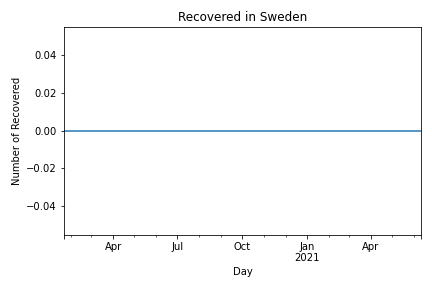 Recovered in Sweden
0.04
0.02
0.00
−0.02
−0.04
Number of Recovered
Apr Jul Oct Jan Apr
2021
Day